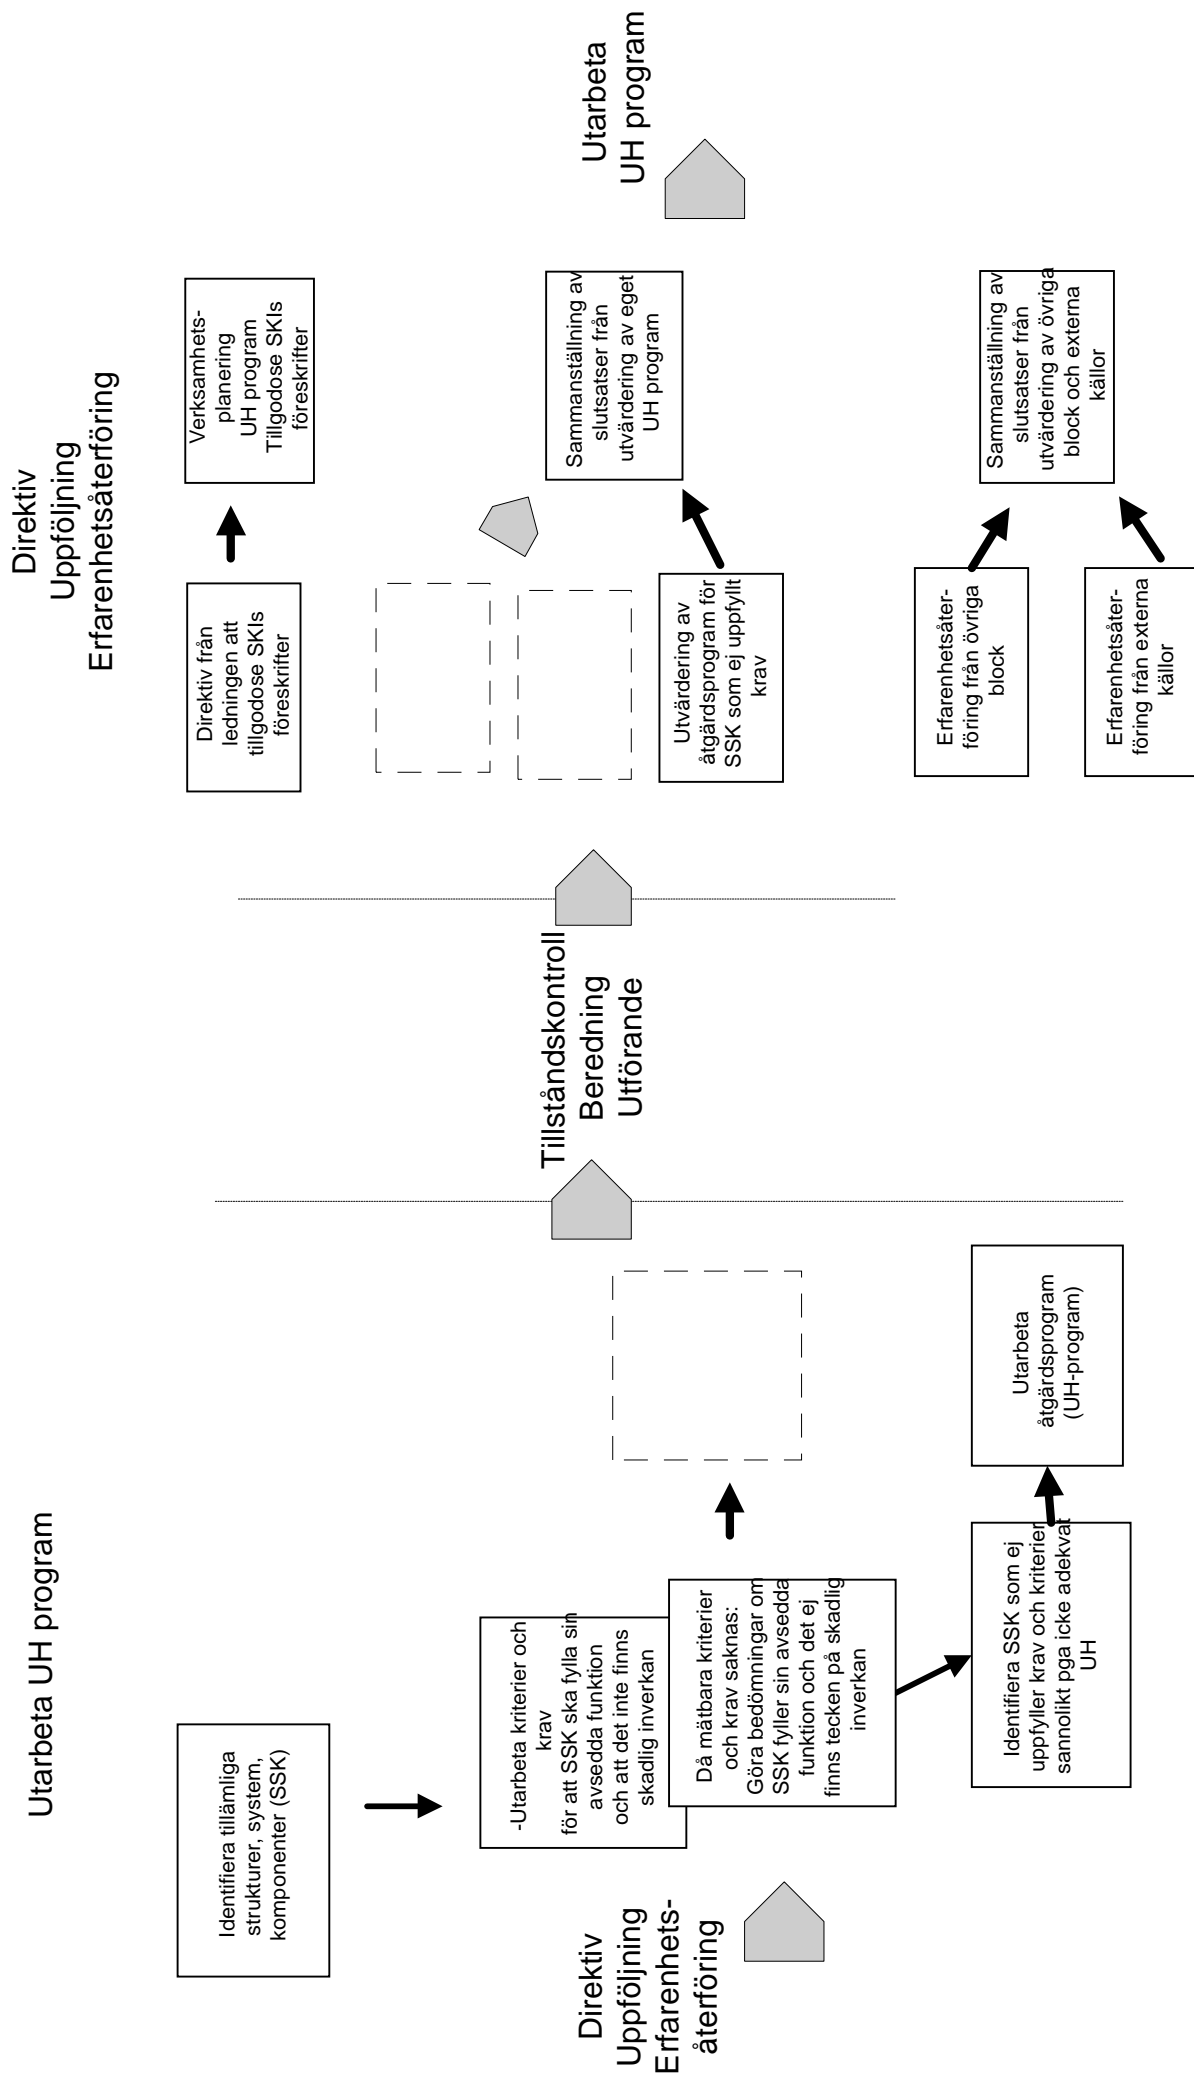 Utarbeta UH program
Identifiera tillämliga
strukturer, system,
komponenter (SSK)
-Utarbeta kriterier och
krav
för att SSK ska fylla sin
avsedda funktion
och att det inte finns
skadlig inverkan
Då mätbara kriterier
och krav saknas:
Göra bedömningar om
SSK fyller sin avsedda
funktion och det ej
finns tecken på skadlig
inverkan
Identifiera SSK som ej
uppfyller krav och kriterier
sannolikt pga icke adekvat
UH
Utarbeta
åtgärdsprogram
(UH-program)
Direktiv
Uppföljning
Erfarenhets-
återföring
Tillståndskontroll
Beredning
Utförande
Direktiv
Uppföljning
Erfarenhetsåterföring
Direktiv från
ledningen att
tillgodose SKIs
föreskrifter
Verksamhets-
planering
UH program
Tillgodose SKIs
föreskrifter
Utvärdering av
åtgärdsprogram för
SSK som ej uppfyllt
krav
Sammanställning av
slutsatser från
utvärdering av eget
UH program
Erfarenhetsåter-
föring från övriga
block
Erfarenhetsåter-
föring från externa
källor
Sammanställning av
slutsatser från
utvärdering av övriga
block och externa
källor
Utarbeta
UH program